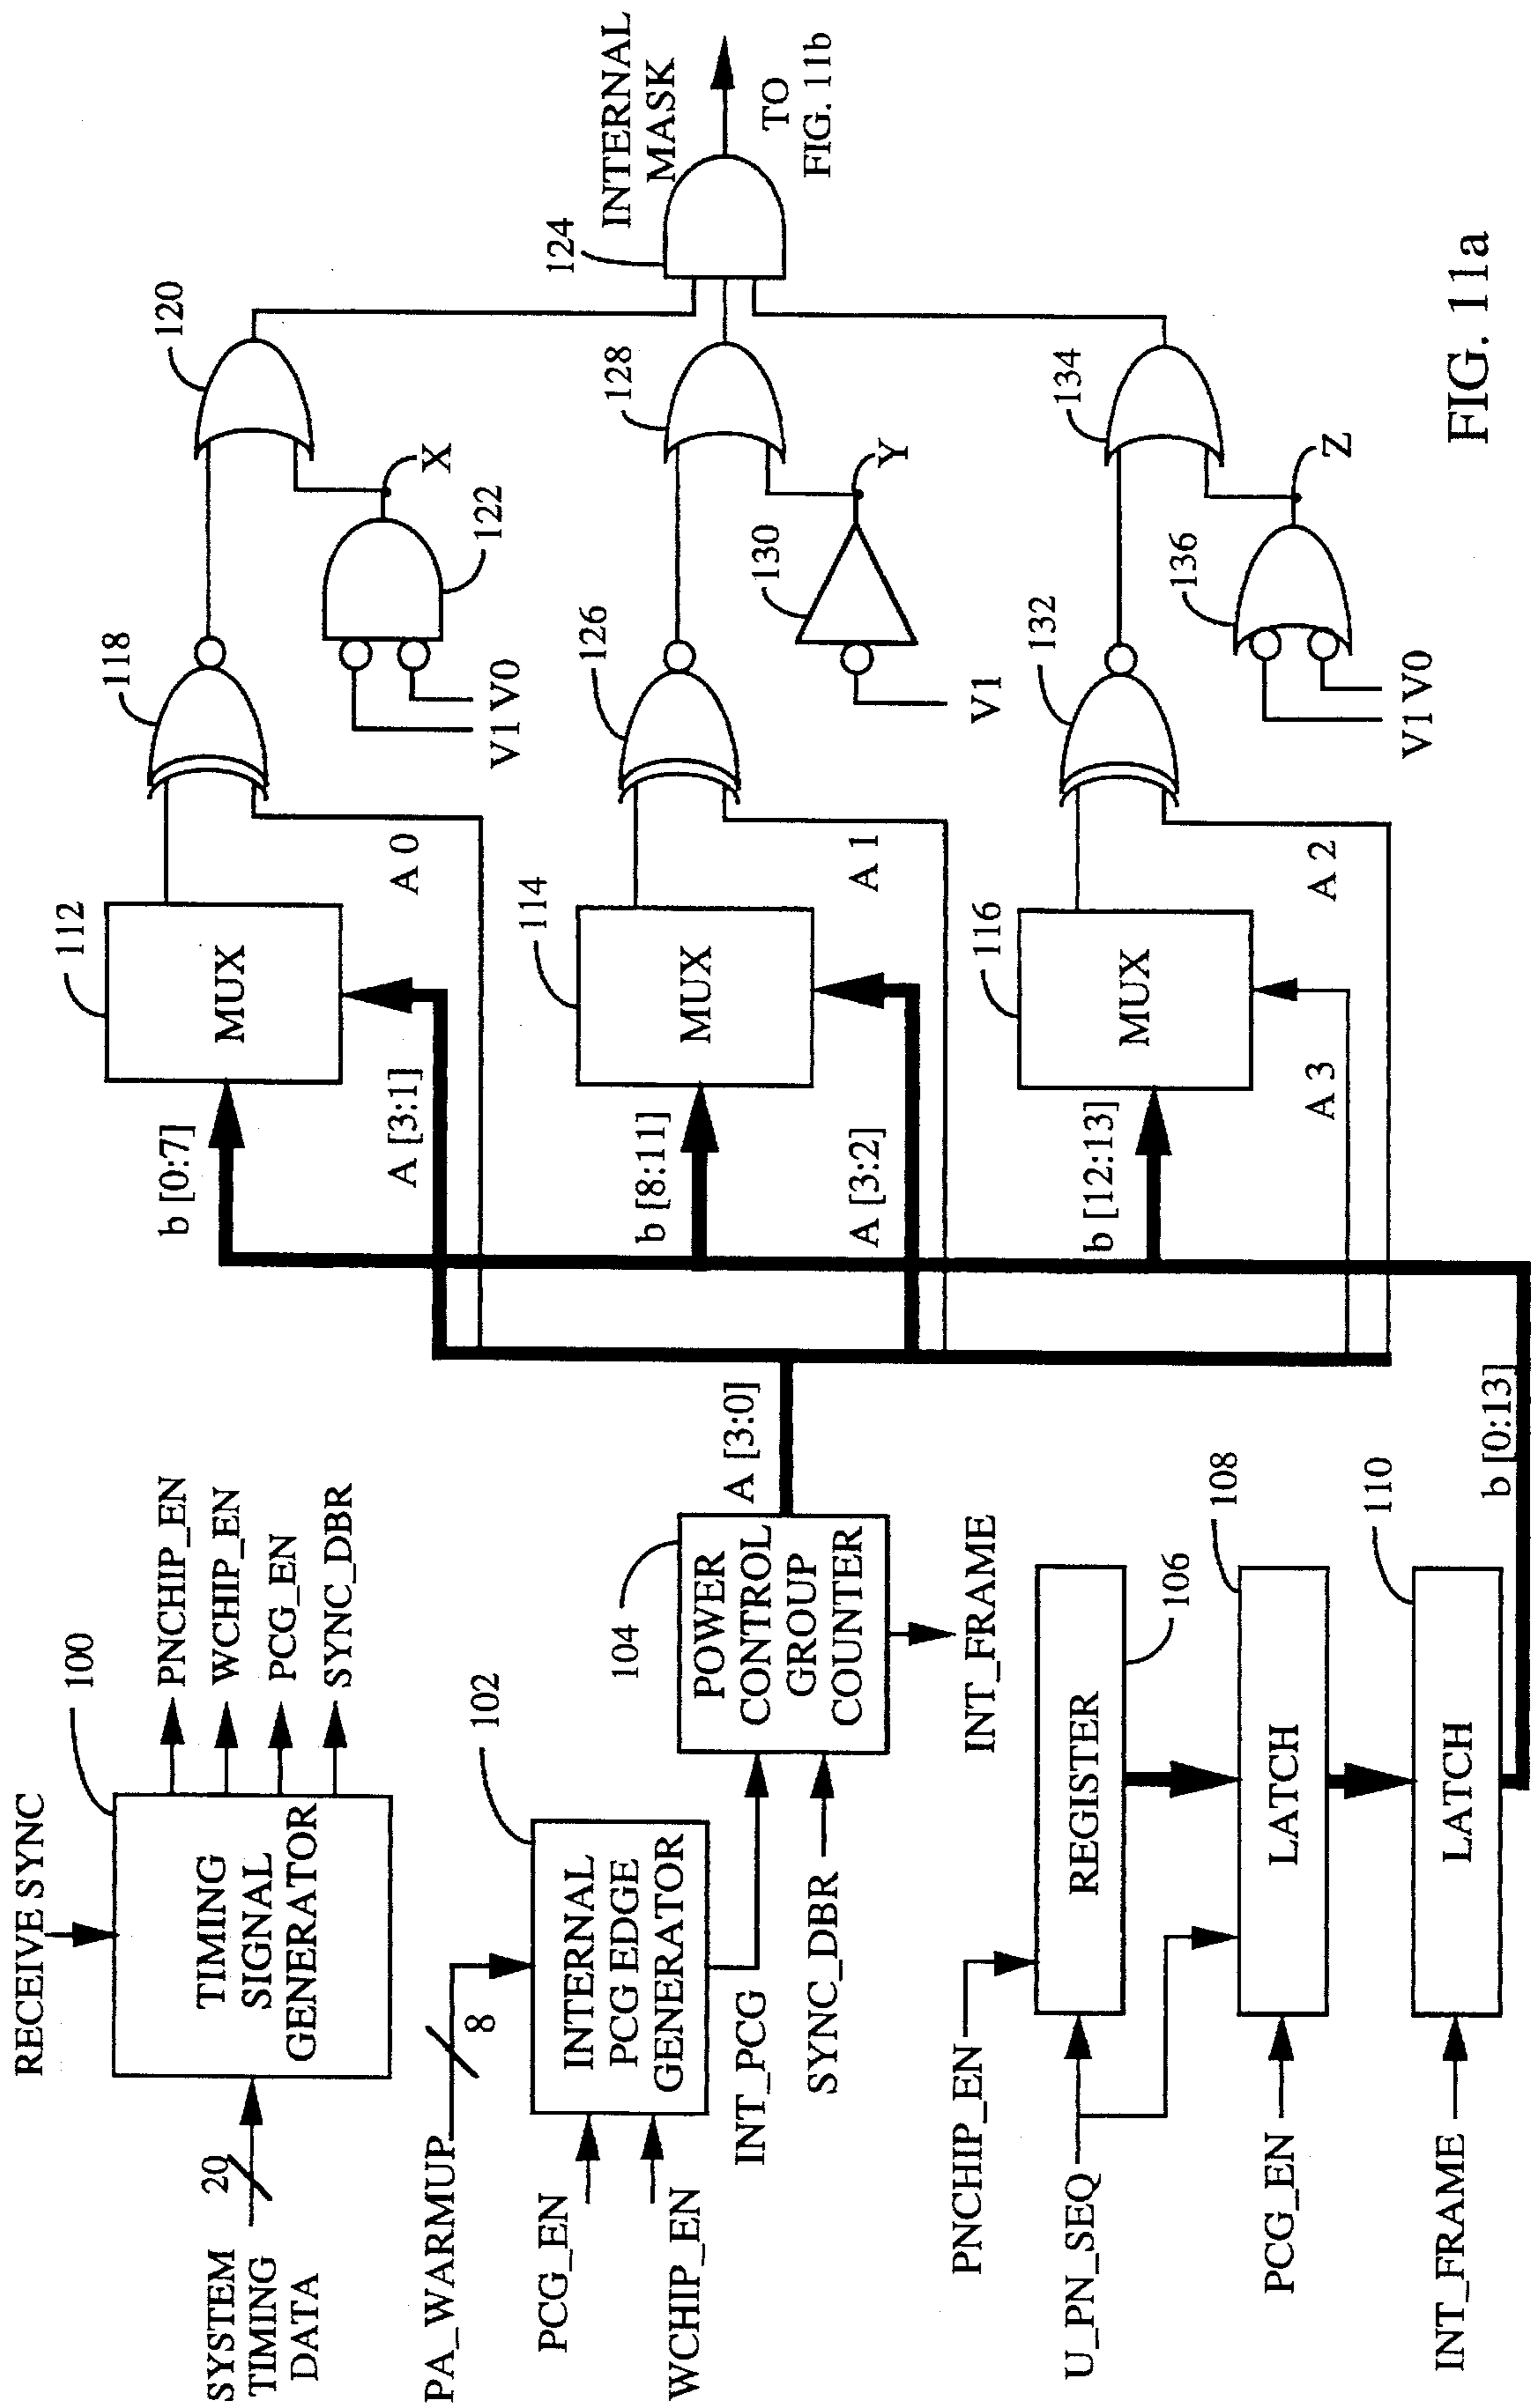 RECEIVE SYNC
100
TIMING
SIGNAL
GENERATOR
SYSTEM
TIMING
DATA
20
PNCHIP_EN
WCHIP_EN
PCG_EN
SYNC_DBR
PA_WARMUP
8
102
INTERNAL
PCG EDGE
GENERATOR
PCG_EN
WCHIP_EN
INT_PCG
SYNC_DBR
104
POWER
CONTROL
GROUP
COUNTER
A [3:0]
INT_FRAME
PNCHIP_EN
U_PN_SEQ
REGISTER
106
PCG_EN
LATCH
108
INT_FRAME
LATCH
110
b [0:13]
b [0:7]
A [3:1]
112
MUX
A 0
118
V1 V0
122
X
120
b [8:11]
A [3:2]
114
MUX
A 1
126
V1
130
Y
128
b [12:13]
A 3
116
MUX
A 2
132
V1 V0
136
Z
134
124
INTERNAL
MASK
TO
FIG. 11b
FIG. 11a